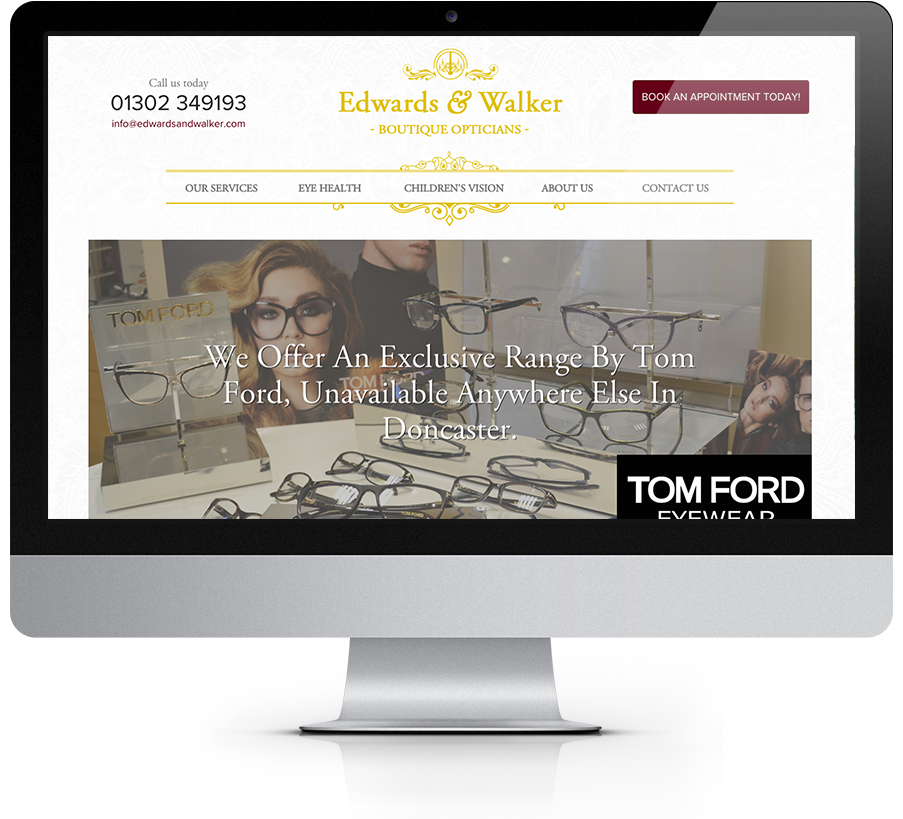 Call us today
01302 349193
info@edwardsandwalker.com
Edwards & Walker
- BOUTIQUE OPTICIANS -
BOOK AN APPOINTMENT TODAY!
OUR SERVICES
EYE HEALTH
CHILDREN'S VISION
ABOUT US
CONTACT US
TOM FORD
We Offer An Exclusive Range By Tom
Ford, Unavailable Anywhere Else In
Doncaster.
TOM FORD
TOM FORD
EYEWEAR